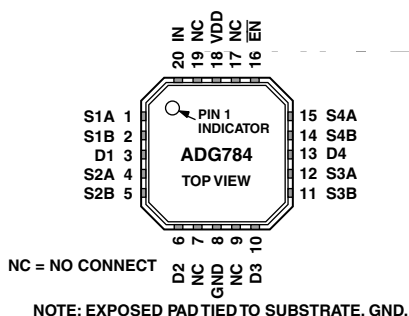 20 IN
19 NC
18 VDD
17 NC
16 EN
S1A 1
S1B 2
D1 3
S2A 4
S2B 5
PIN 1
INDICATOR
ADG784
TOP VIEW
15 S4A
14 S4B
13 D4
12 S3A
11 S3B
D2 6
NC 7
GND 8
NC 9
D3 10
NC = NO CONNECT
NOTE: EXPOSED PAD TIED TO SUBSTRATE, GND.